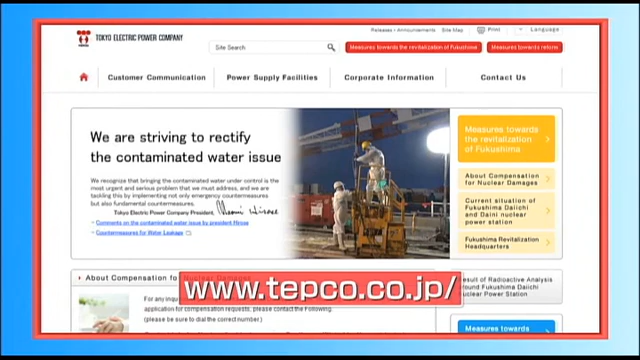 Releases・Announcements Site Map Print Language
TEPCO
TOKYO ELECTRIC POWER COMPANY
Site Search
Measures towards the revitalization of Fukushima
Measures towards reform
Customer Communication
Power Supply Facilities
Corporate Information
Contact Us
We are striving to rectify
the contaminated water issue
We recognize that bringing the contaminated water under control is the
most urgent and serious problem that we must address, and we are
tackling this by implementing not only emergency countermeasures
but also fundamental countermeasures.
Tokyo Electric Power Company President,
Comments on the contaminated water issue by president Hirose
Countermeasures for Water Leakage
Measures towards
the revitalization
of Fukushima
About Compensation
for Nuclear Damages
Current situation of
Fukushima Daiichi
and Daini nuclear
power station
Fukushima Revitalization
Headquarters
About Compensation for Nuclear Damages
For any inqui
application for compensation requests, please contact the following.
(please be sure to dial the correct number.)
www.tepco.co.jp/
esult of Radioactive Analysis
round Fukushima Daiichi
Nuclear Power Station
Measures towards